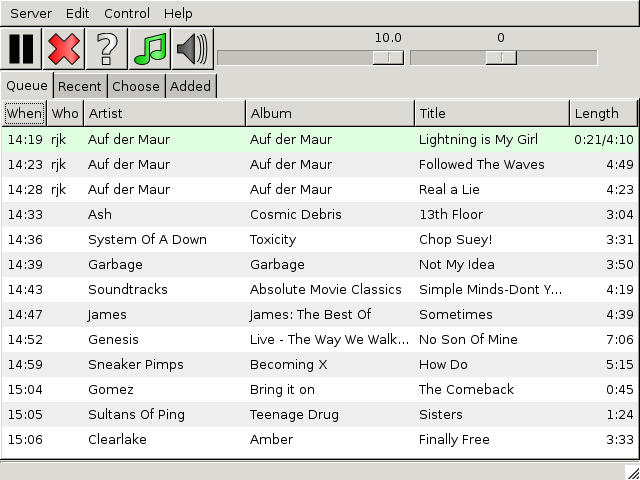 Server Edit Control Help
10.0 0
Queue Recent Choose Added
When Who Artist Album Title Length
14:19 rjk Auf der Maur Auf der Maur Lightning is My Girl 0:21/4:10
14:23 rjk Auf der Maur Auf der Maur Followed The Waves 4:49
14:28 rjk Auf der Maur Auf der Maur Real a Lie 4:23
14:33 Ash Cosmic Debris 13th Floor 3:04
14:36 System Of A Down Toxicity Chop Suey! 3:31
14:39 Garbage Garbage Not My Idea 3:50
14:43 Soundtracks Absolute Movie Classics Simple Minds-Dont Y... 4:19
14:47 James James: The Best Of Sometimes 4:39
14:52 Genesis Live - The Way We Walk... No Son Of Mine 7:06
14:59 Sneaker Pimps Becoming X How Do 5:15
15:04 Gomez Bring it on The Comeback 0:45
15:05 Sultans Of Ping Teenage Drug Sisters 1:24
15:06 Clearlake Amber Finally Free 3:33